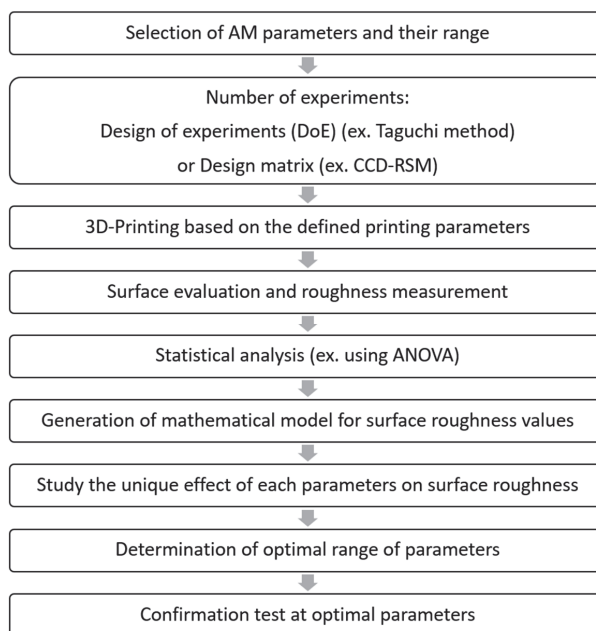 Selection of AM parameters and their range
Number of experiments:
Design of experiments (DoE) (ex. Taguchi method)
or Design matrix (ex. CCD-RSM)
3D-Printing based on the defined printing parameters
Surface evaluation and roughness measurement
Statistical analysis (ex. using ANOVA)
Generation of mathematical model for surface roughness values
Study the unique effect of each parameters on surface roughness
Determination of optimal range of parameters
Confirmation test at optimal parameters